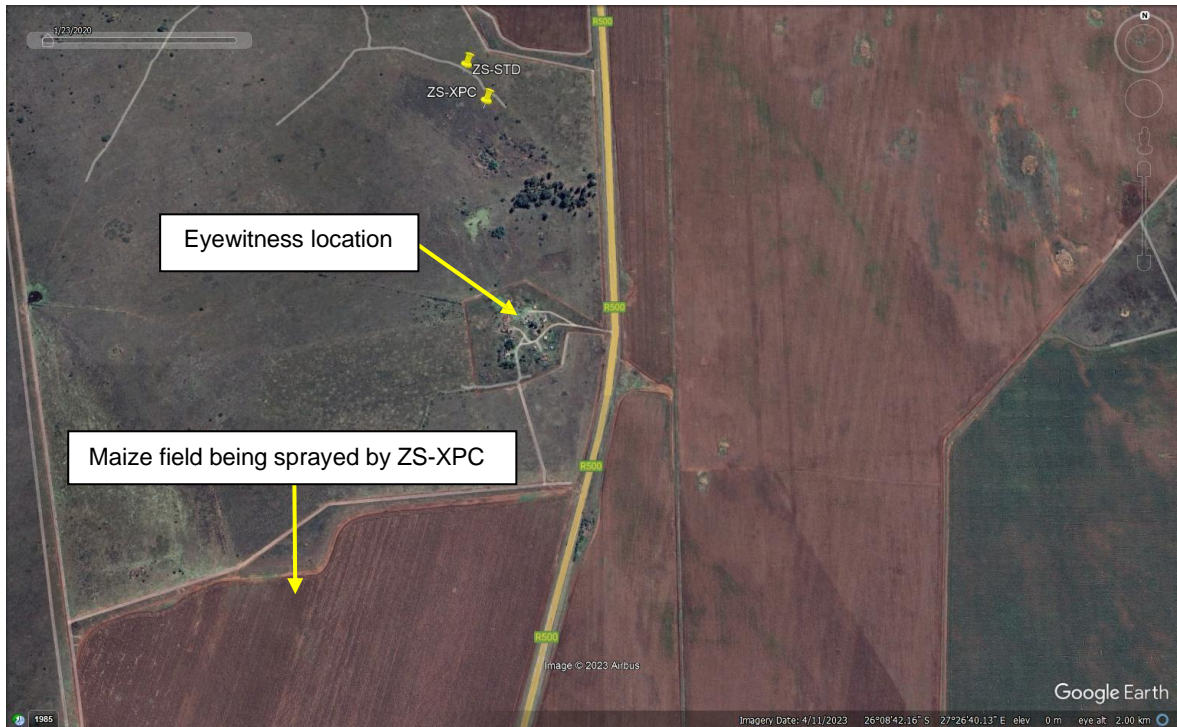 1/23/2020
R500
N
ZS-STD
ZS-XPC
Eyewitness location
R500
Maize field being sprayed by ZS-XPC
R500
R500
Image © 2023 Airbus
Google Earth
1985
Imagery Date: 4/11/2023 26°08'42.16" S 27°26'40.13" E elev 0 m eye alt 2.00 km